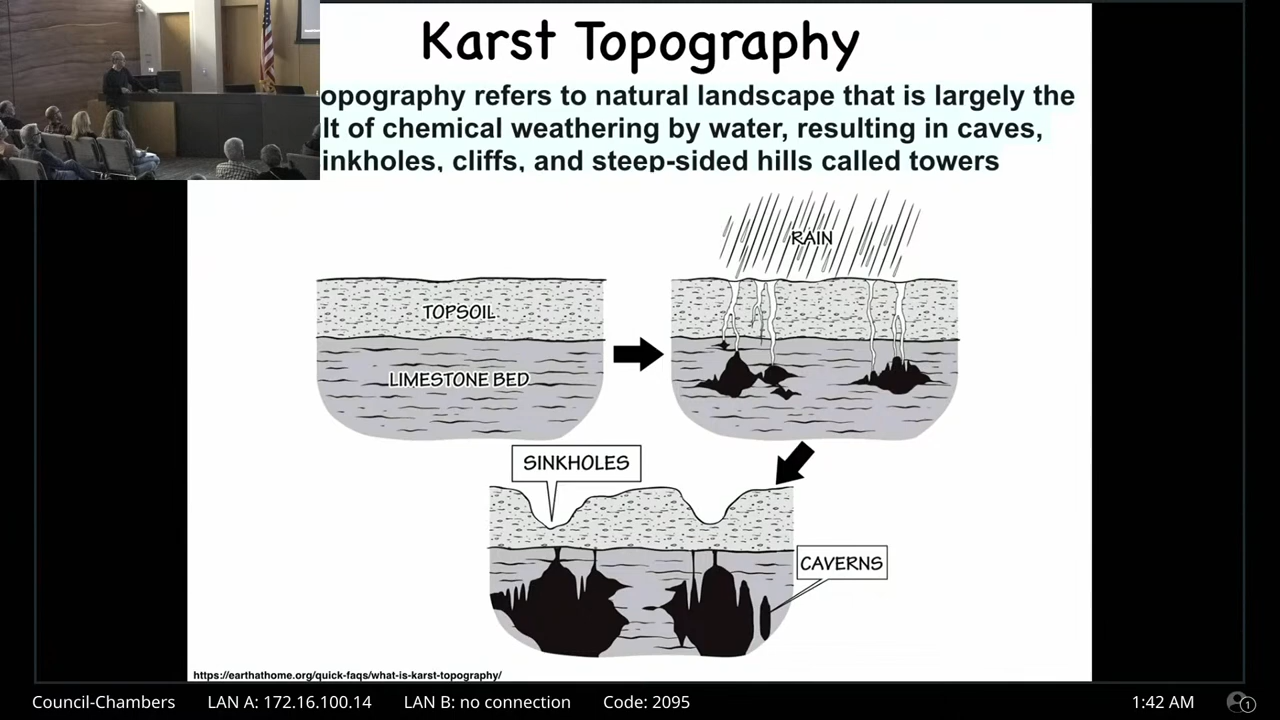 Karst Topography
opography refers to natural landscape that is largely the
lt of chemical weathering by water, resulting in caves,
inkholes, cliffs, and steep-sided hills called towers
RAIN
TOPSOIL
LIMESTONE BED
SINKHOLES
CAVERNS
https://earthathome.org/quick-faqs/what-is-karst-topography/
Council-Chambers LAN A: 172.16.100.14 LAN B: no connection Code: 2095 1:42 AM 1